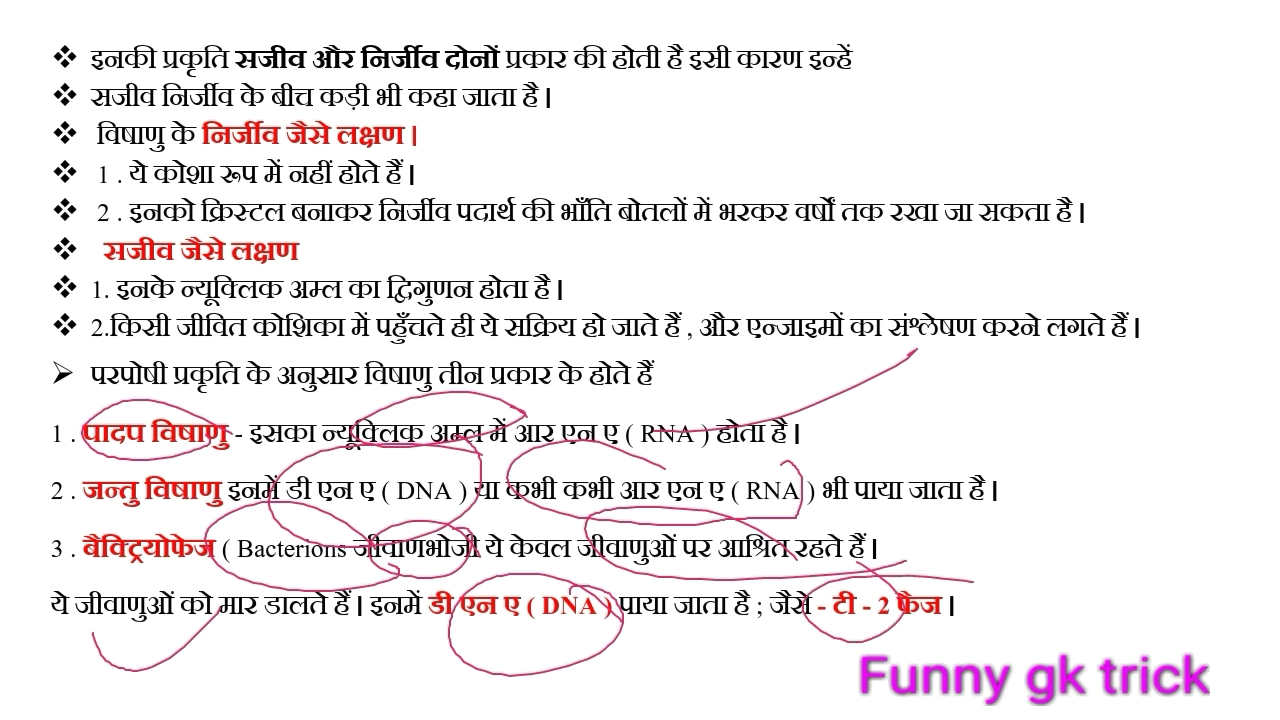 ❖ इनकी प्रकृति सजीव और निर्जीव दोनों प्रकार की होती है इसी कारण इन्हें
❖ सजीव निर्जीव के बीच कड़ी भी कहा जाता है |
❖ विषाणु के निर्जीव जैसे लक्षण |
❖ 1 . ये कोशा रूप में नहीं होते हैं |
❖ 2 . इनको क्रिस्टल बनाकर निर्जीव पदार्थ की भाँति बोतलों में भरकर वर्षों तक रखा जा सकता है |
❖ सजीव जैसे लक्षण
❖ 1. इनके न्यूक्लिक अम्ल का द्विगुणन होता है |
❖ 2.किसी जीवित कोशिका में पहुँचते ही ये सक्रिय हो जाते हैं , और एन्जाइमों का संश्लेषण करने लगते हैं |
➢ परपोषी प्रकृति के अनुसार विषाणु तीन प्रकार के होते हैं
1 . पादप विषाणु - इसका न्यूक्लिक अम्ल में आर एन ए ( RNA ) होता है |
2 . जन्तु विषाणु इनमें डी एन ए ( DNA ) या कभी कभी आर एन ए ( RNA ) भी पाया जाता है |
3 . बैक्ट्रियोफेज ( Bacterions जीवाणभोजी ये केवल जीवाणुओं पर आश्रित रहते हैं |
ये जीवाणुओं को मार डालते हैं | इनमें डी एन ए ( DNA ) पाया जाता है ; जैसे - टी - 2 फैज |
Funny gk trick